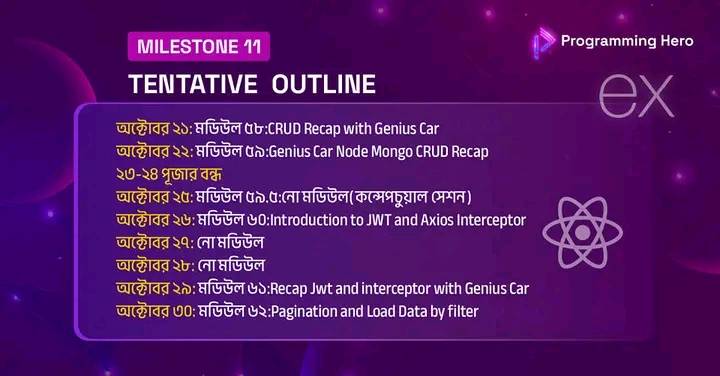 MILESTONE 11
Programming Hero
TENTATIVE OUTLINE
ex
অক্টোবর ২১: মডিউল ৫৮:CRUD Recap with Genius Car
অক্টোবর ২২: মডিউল ৫৯:Genius Car Node Mongo CRUD Recap
২৩-২৪ পূজার বন্ধ
অক্টোবর ২৫: মডিউল ৫৯.৫:নো মডিউল(কন্সেপচুয়াল সেশন)
অক্টোবর ২৬: মডিউল ৬০:Introduction to JWT and Axios Interceptor
অক্টোবর ২৭: নো মডিউল
অক্টোবর ২৮: নো মডিউল
অক্টোবর ২৯: মডিউল ৬১:Recap Jwt and interceptor with Genius Car
অক্টোবর ৩০: মডিউল ৬২:Pagination and Load Data by filter